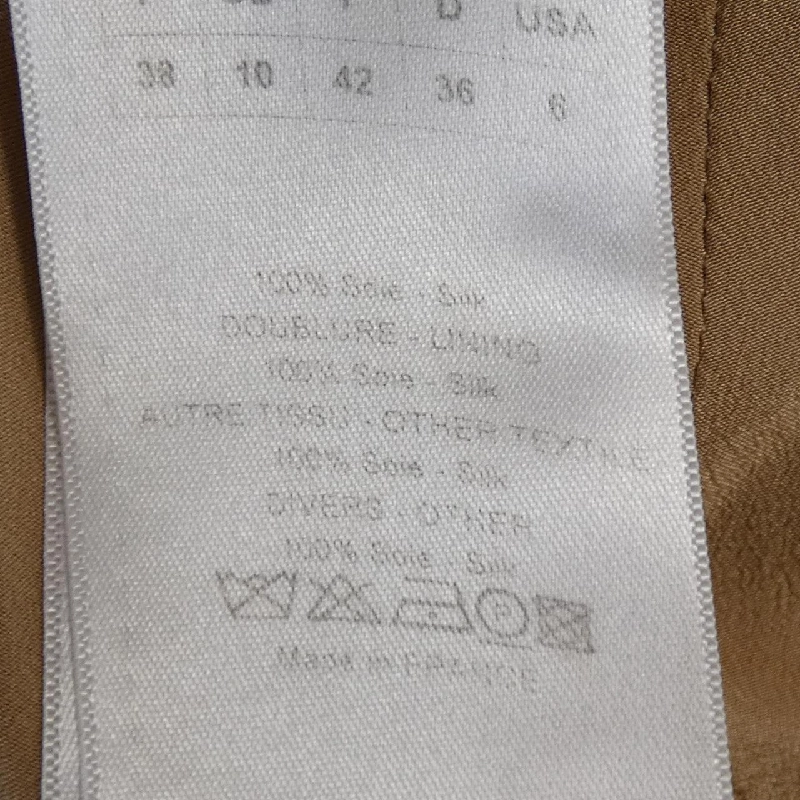 F GB I D USA
38 10 42 36 6
100% Soie - Silk
DOUBLURE - LINING
100% Soie - Silk
AUTRE TISSU - OTHER TEXTILE
100% Soie - Silk
DIVERS - OTHER
100% Soie - Silk
P
Made in FRANCE